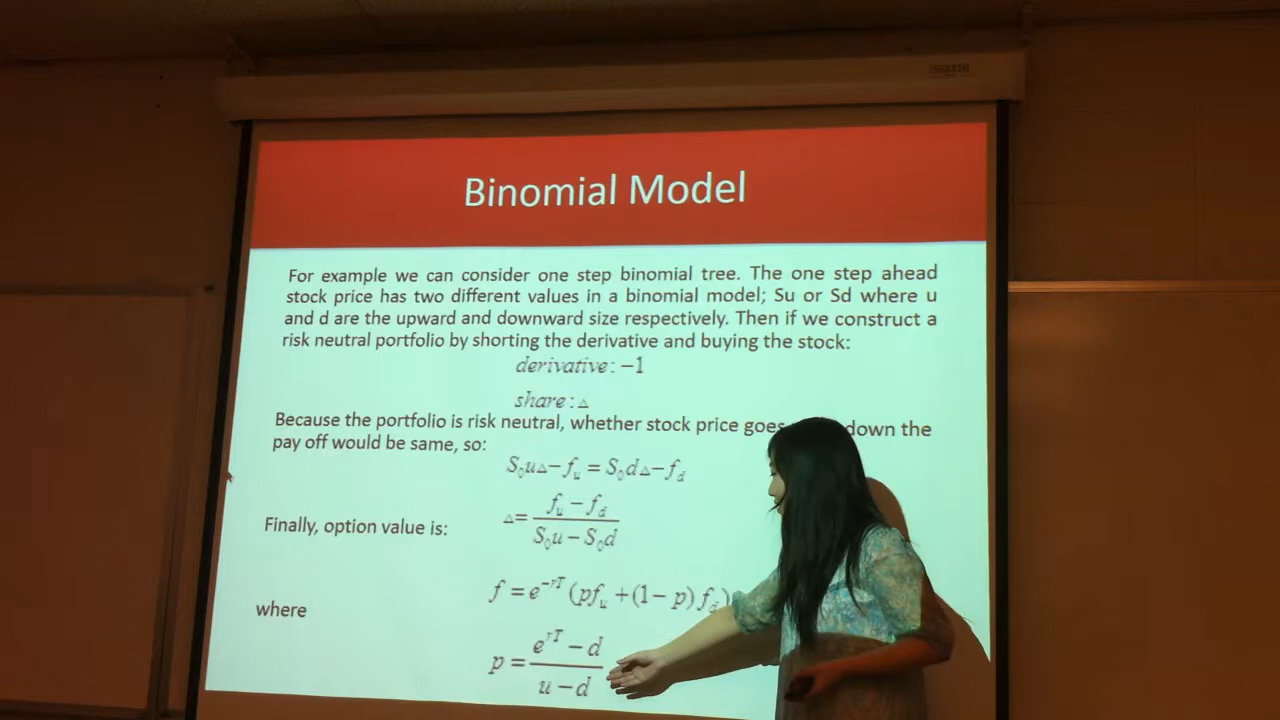 Binomial Model
For example we can consider one step binomial tree. The one step ahead
stock price has two different values in a binomial model; Su or Sd where u
and d are the upward and downward size respectively. Then if we construct a
risk neutral portfolio by shorting the derivative and buying the stock:
derivative: −1
share: △
Because the portfolio is risk neutral, whether stock price goes down the
pay off would be same, so:
S₀u△−f_u = S₀d△−f_d
Finally, option value is:
△= (f_u − f_d) / (S₀u − S₀d)
f = e^{−rT} (pf_u + (1− p) f_d)
where
p = (e^{rT} − d) / (u − d)